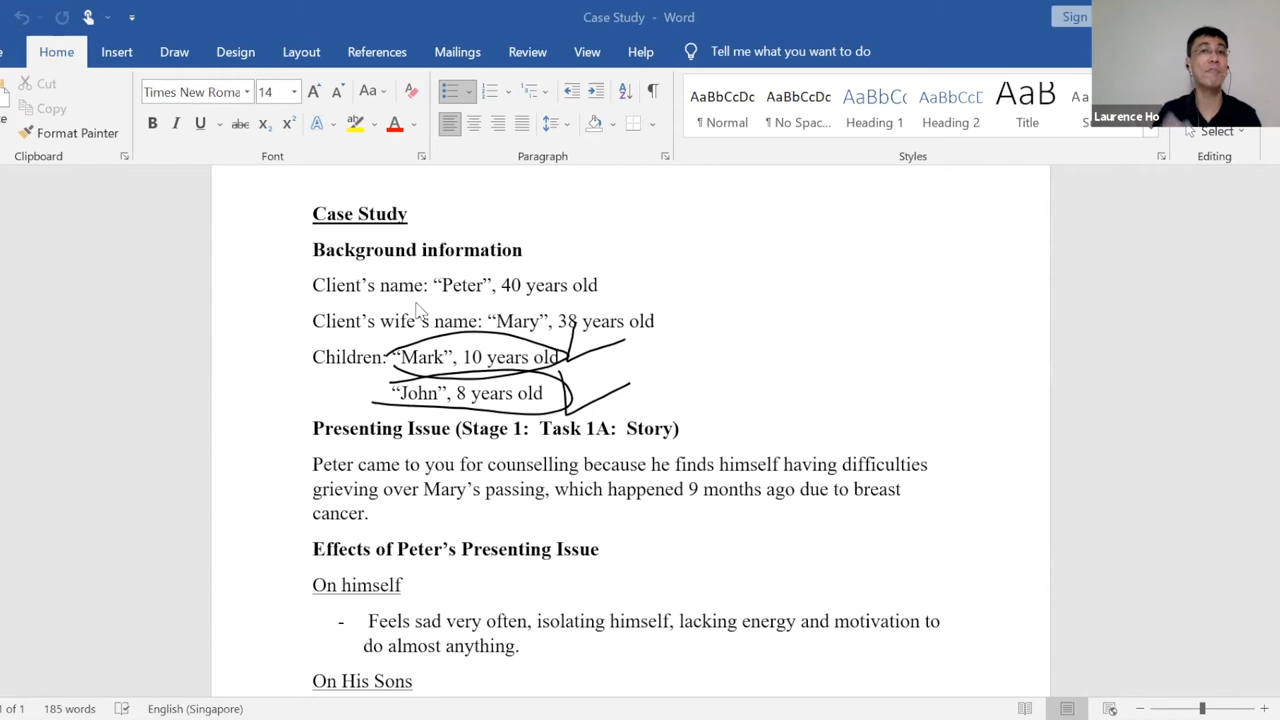 Case Study - Word
Sign
Home Insert Draw Design Layout References Mailings Review View Help Tell me what you want to do
Cut
Copy
Format Painter
Clipboard
Times New Roma 14
Font
Paragraph
AaBbCcDc AaBbCcDc AaBbCc AaBbCcD AaB
¶ Normal ¶ No Spac... Heading 1 Heading 2 Title
Styles
Laurence Ho
Select
Editing
Case Study
Background information
Client’s name: “Peter”, 40 years old
Client’s wife’s name: “Mary”, 38 years old
Children: “Mark”, 10 years old
“John”, 8 years old
Presenting Issue (Stage 1: Task 1A: Story)
Peter came to you for counselling because he finds himself having difficulties
grieving over Mary’s passing, which happened 9 months ago due to breast
cancer.
Effects of Peter’s Presenting Issue
On himself
- Feels sad very often, isolating himself, lacking energy and motivation to
do almost anything.
On His Sons
1 of 1 185 words English (Singapore)